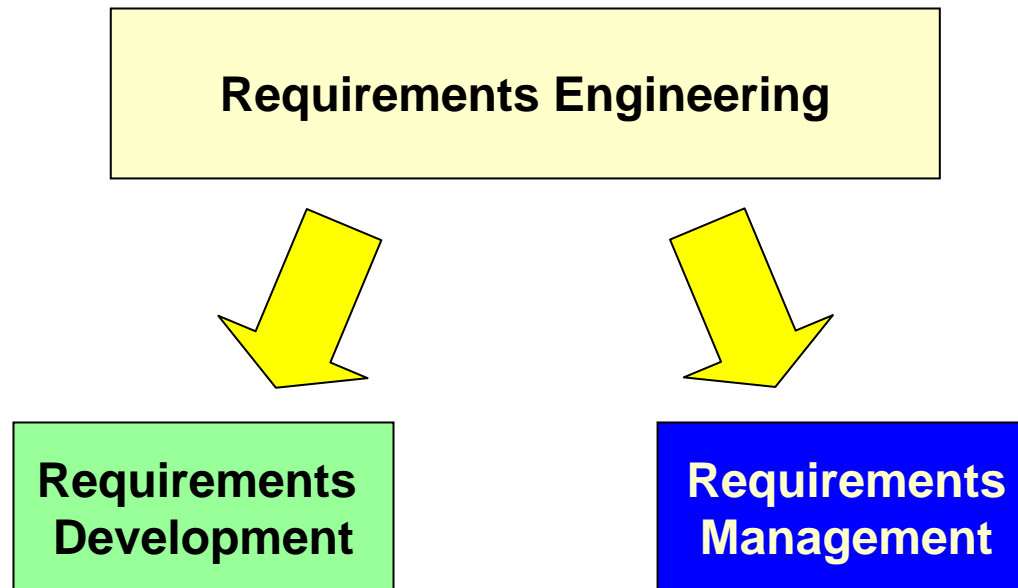 Requirements Engineering
Requirements
Development
Requirements
Management